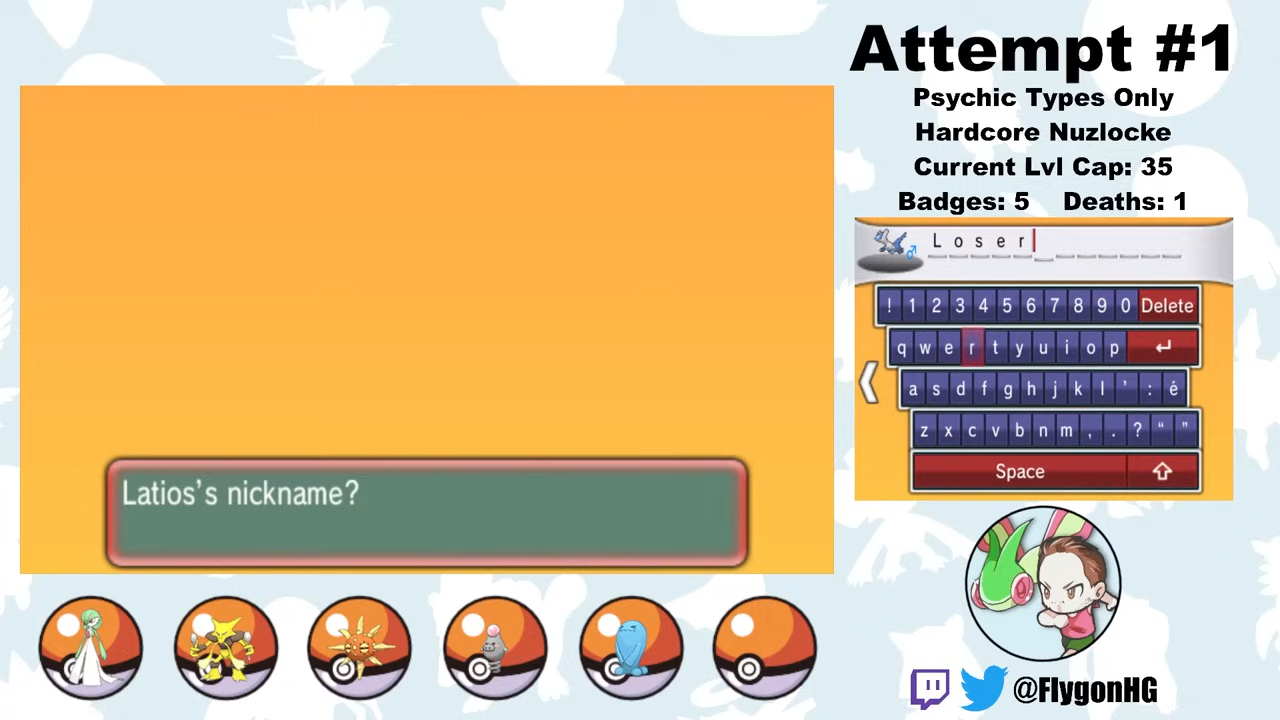 Attempt #1
Psychic Types Only
Hardcore Nuzlocke
Current Lvl Cap: 35
Badges: 5 Deaths: 1
Loser
! 1 2 3 4 5 6 7 8 9 0 Delete
q w e r t y u i o p ↵
a s d f g h j k l ’ : é
z x c v b n m , . ? “ ”
Space
Latios’s nickname?
@FlygonHG